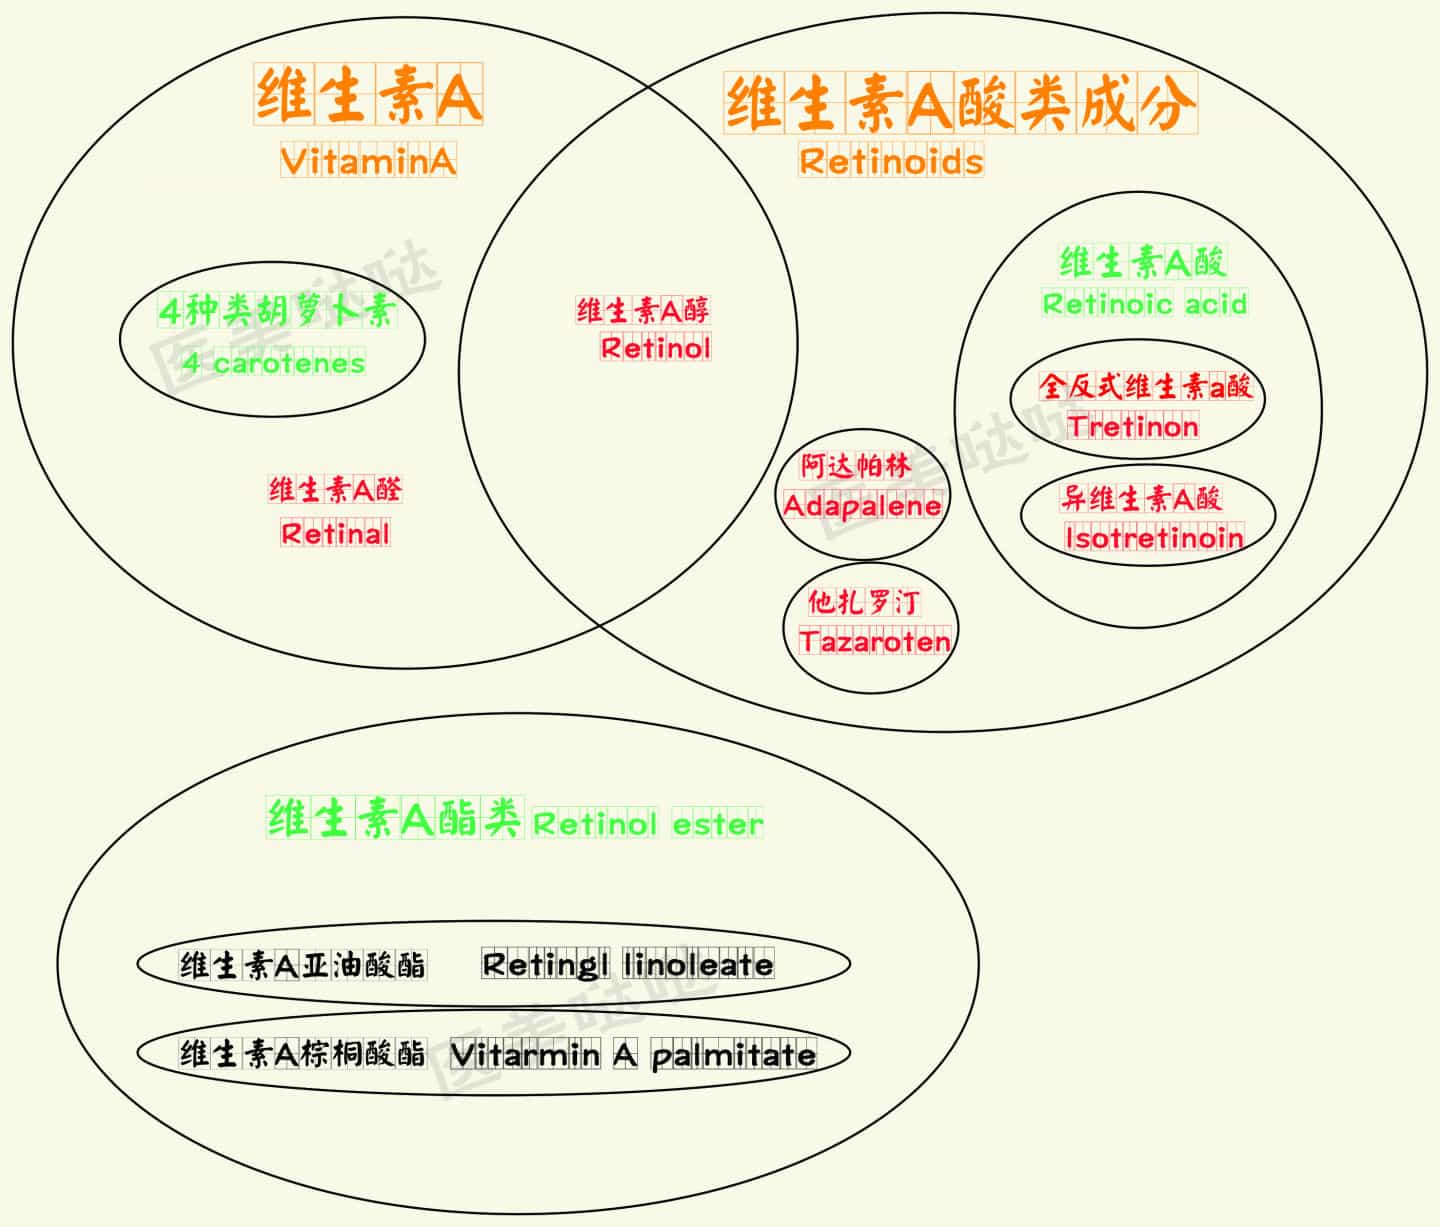 维生素A
VitaminA
维生素A酸类成分
Retinoids
4种类胡萝卜素
4 carotenes
维生素A醛
Retinal
维生素A醇
Retinol
维生素A酸
Retinoic acid
全反式维生素a酸
Tretinon
异维生素A酸
Isotretinoin
阿达帕林
Adapalene
他扎罗汀
Tazaroten
维生素A酯类 Retinol ester
维生素A亚油酸酯 Retingl linoleate
维生素A棕桐酸酯 Vitarmin A palmitate
医美哒哒
医美哒哒
医美哒哒